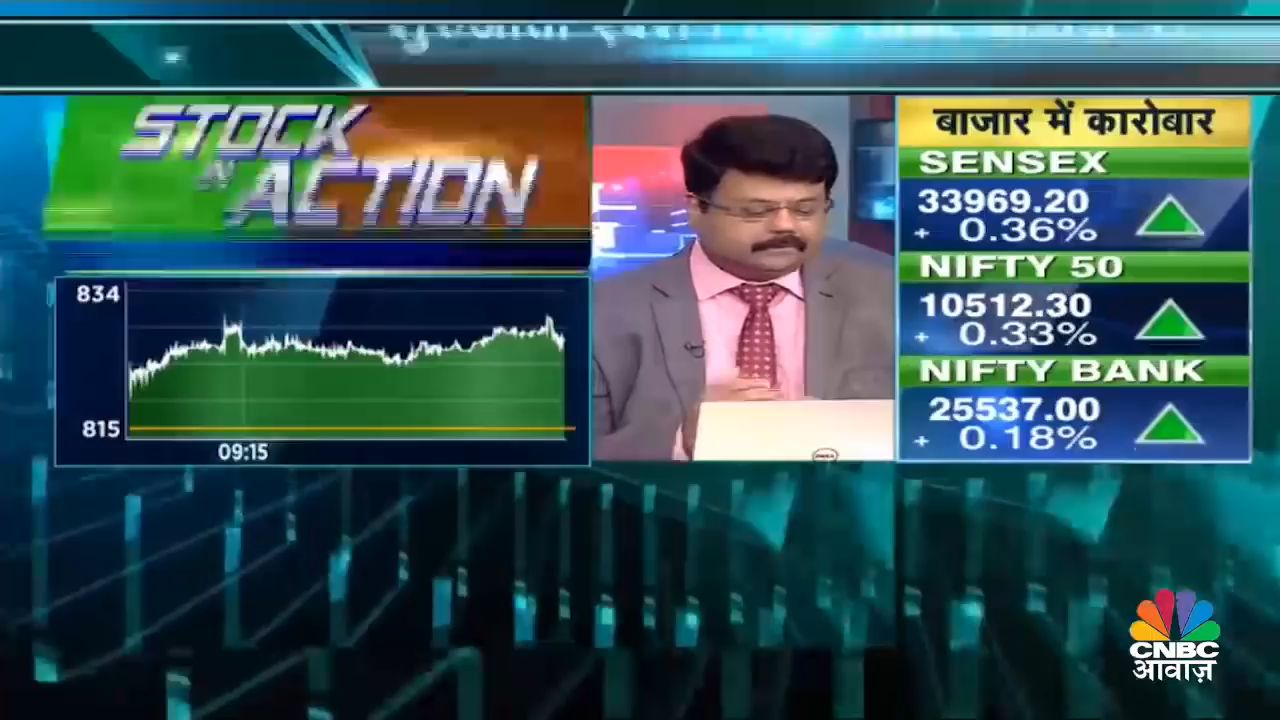 STOCK
IN
ACTION
834
815
09:15
बाजार में कारोबार
SENSEX
33969.20
+ 0.36%
NIFTY 50
10512.30
+ 0.33%
NIFTY BANK
25537.00
+ 0.18%
CNBC
आवाज़